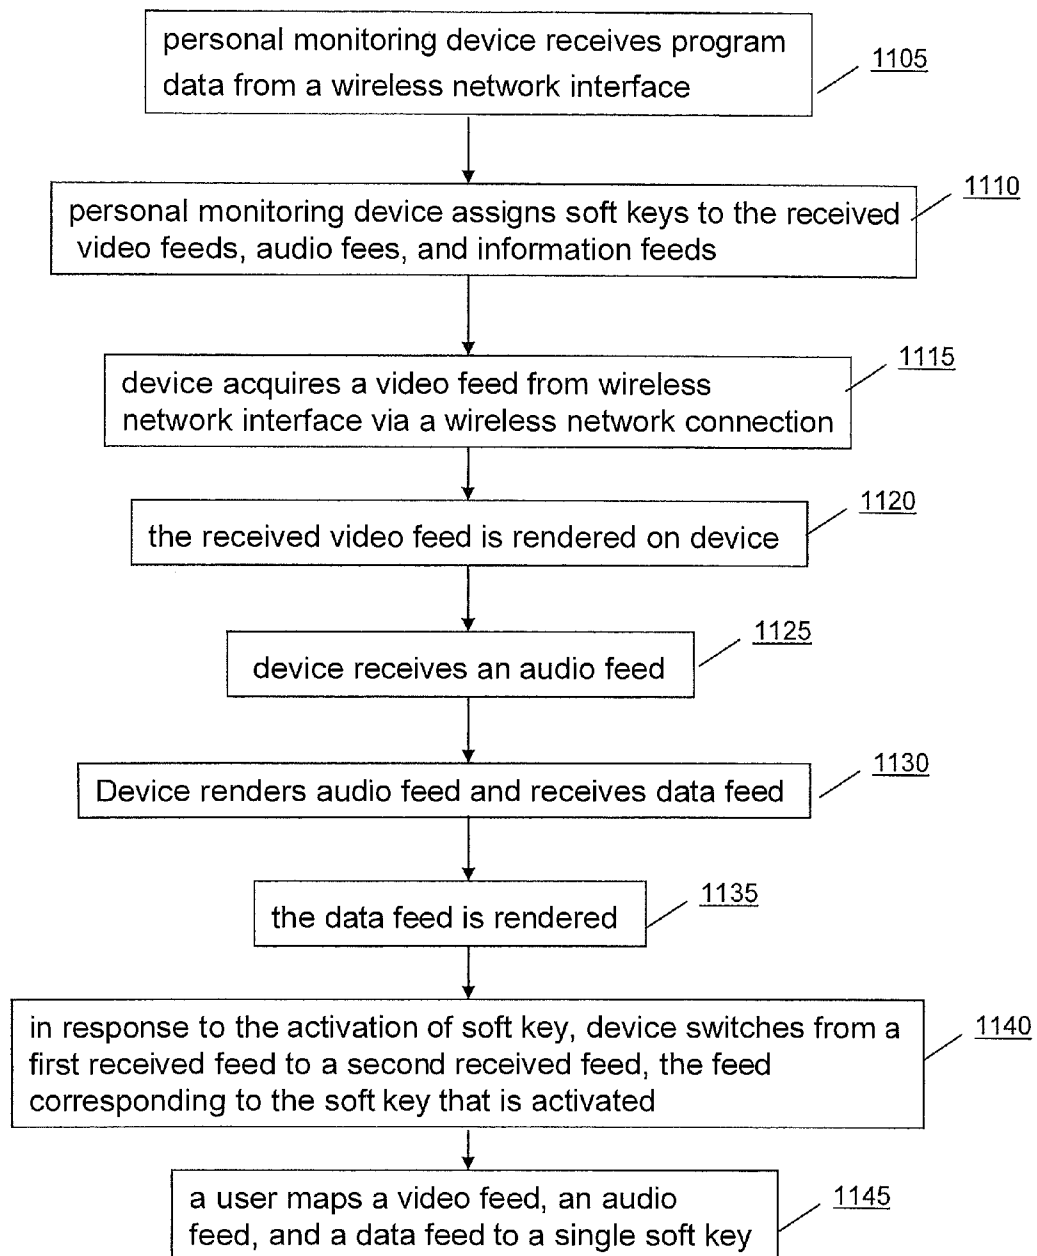 personal monitoring device receives program
data from a wireless network interface
1105
personal monitoring device assigns soft keys to the received
video feeds, audio fees, and information feeds
1110
device acquires a video feed from wireless
network interface via a wireless network connection
1115
the received video feed is rendered on device
1120
device receives an audio feed
1125
Device renders audio feed and receives data feed
1130
the data feed is rendered
1135
in response to the activation of soft key, device switches from a
first received feed to a second received feed, the feed
corresponding to the soft key that is activated
1140
a user maps a video feed, an audio
feed, and a data feed to a single soft key
1145